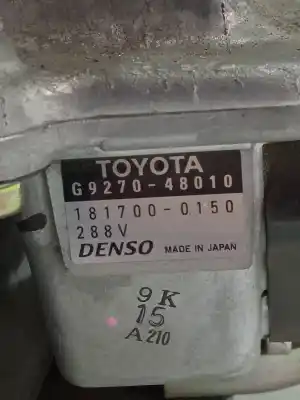 TOYOTA
G9270-48010
181700-0150
288V
DENSO MADE IN JAPAN
9K
15
A210